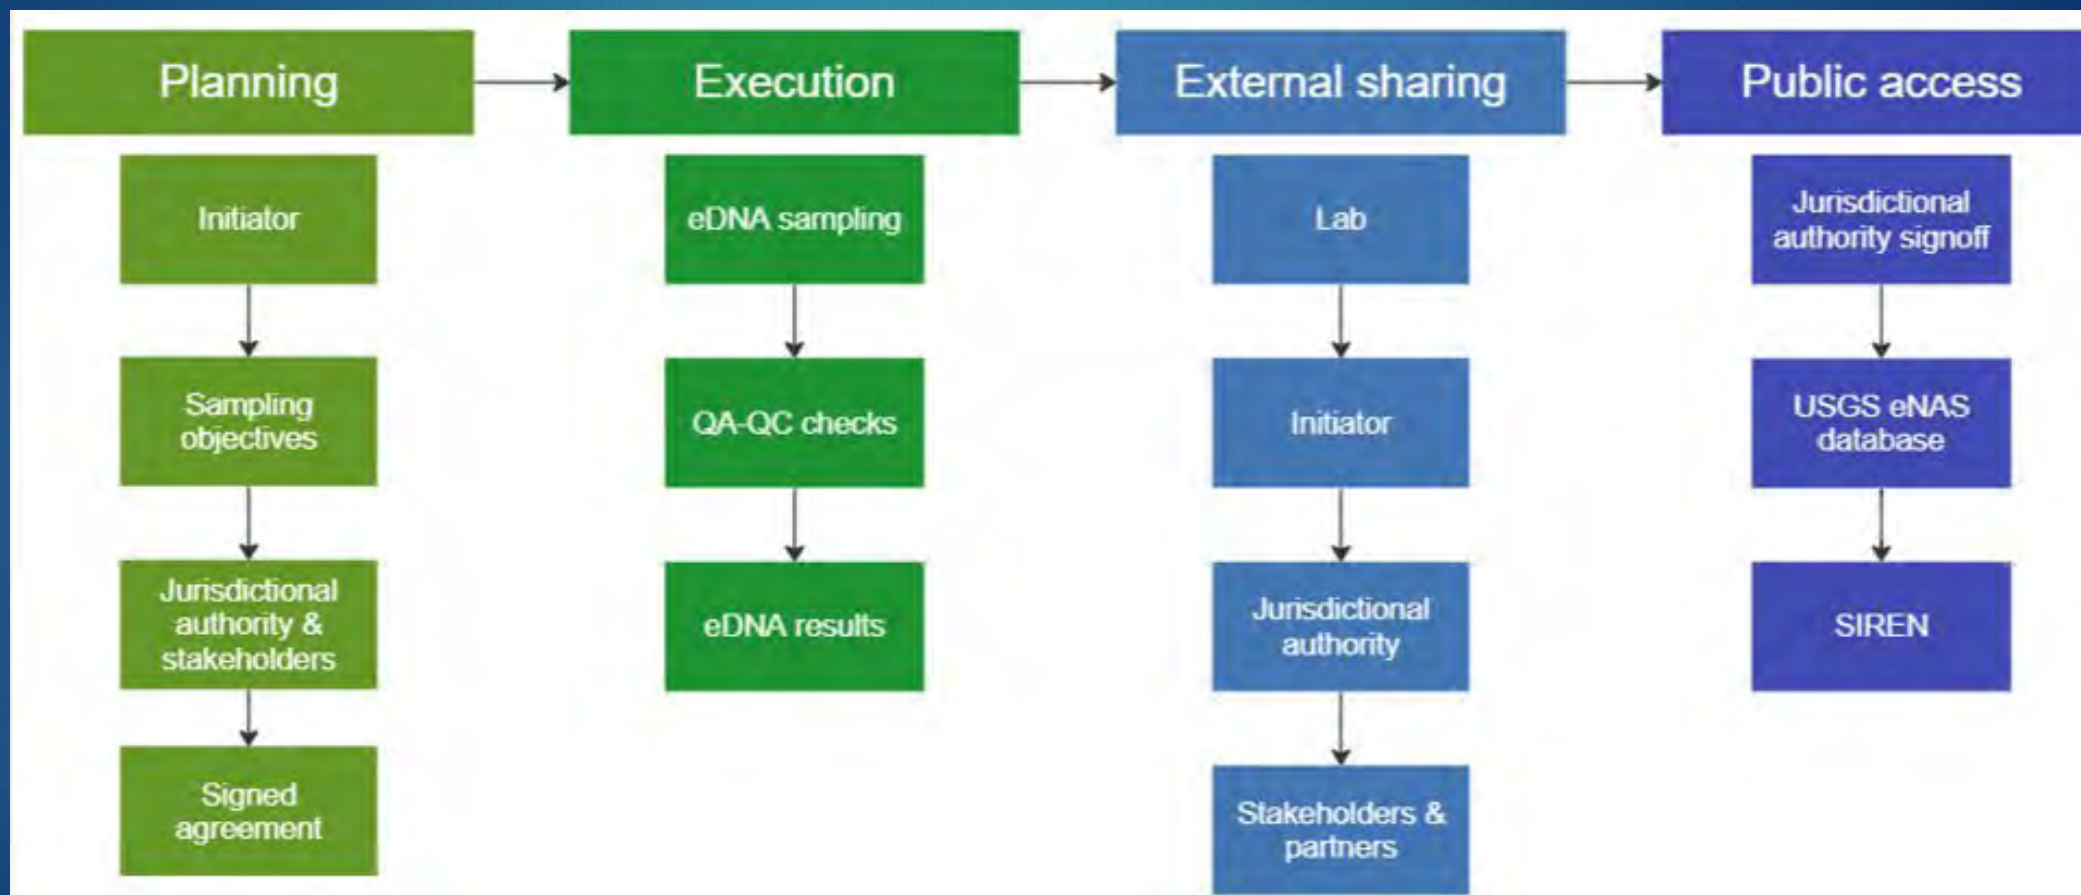 Planning
Execution
External sharing
Public access
Initiator
Sampling
objectives
Jurisdictional
authority &
stakeholders
Signed
agreement
eDNA sampling
QA-QC checks
eDNA results
Lab
Initiator
Jurisdictional
authority
Stakeholders &
partners
Jurisdictional
authority signoff
USGS eNAS
database
SIREN